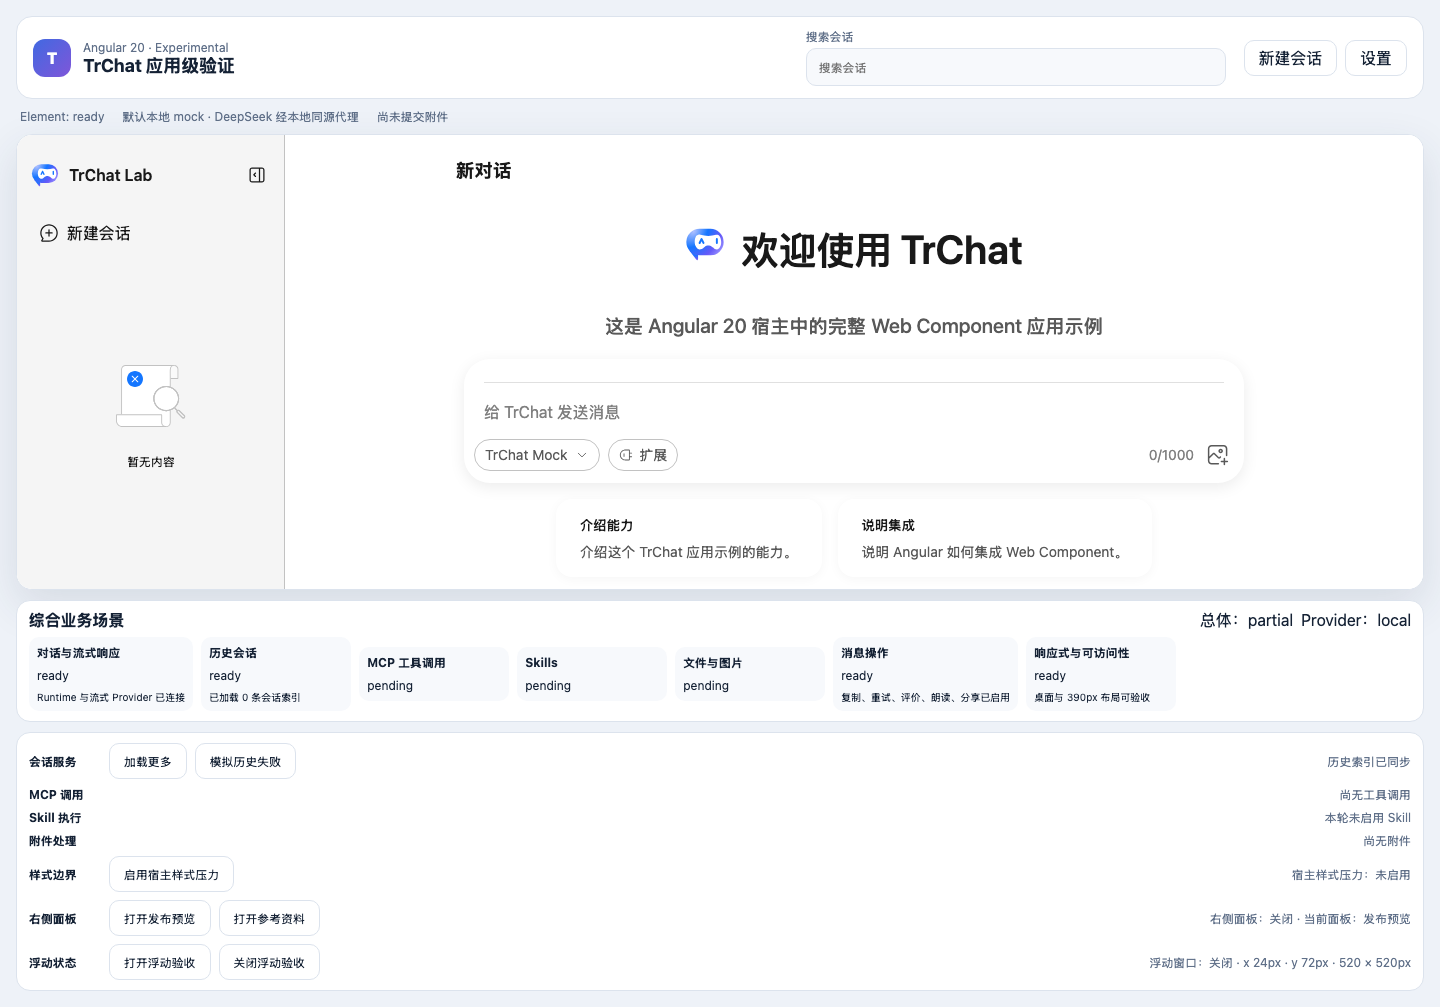 T
Angular 20 · Experimental
TrChat 应用级验证
搜索会话
搜索会话
新建会话
设置
Element: ready 默认本地 mock · DeepSeek 经本地同源代理 尚未提交附件
TrChat Lab
新建会话
暂无内容
新对话
欢迎使用 TrChat
这是 Angular 20 宿主中的完整 Web Component 应用示例
给 TrChat 发送消息
TrChat Mock
扩展
0/1000
介绍能力
介绍这个 TrChat 应用示例的能力。
说明集成
说明 Angular 如何集成 Web Component。
综合业务场景
总体：partial Provider：local
对话与流式响应
ready
Runtime 与流式 Provider 已连接
历史会话
ready
已加载 0 条会话索引
MCP 工具调用
pending
Skills
pending
文件与图片
pending
消息操作
ready
复制、重试、评价、朗读、分享已启用
响应式与可访问性
ready
桌面与 390px 布局可验收
会话服务 加载更多 模拟历史失败 历史索引已同步
MCP 调用 尚无工具调用
Skill 执行 本轮未启用 Skill
附件处理 尚无附件
样式边界 启用宿主样式压力 宿主样式压力：未启用
右侧面板 打开发布预览 打开参考资料 右侧面板：关闭 · 当前面板：发布预览
浮动状态 打开浮动验收 关闭浮动验收 浮动窗口：关闭 · x 24px · y 72px · 520 × 520px